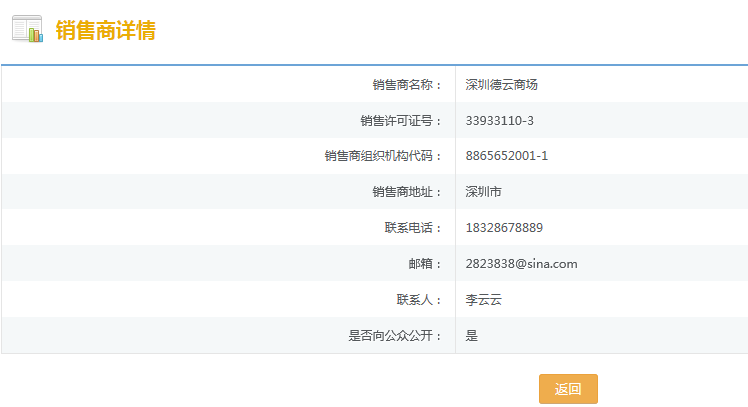 销售商详情
销售商名称： 深圳德云商场
销售许可证号： 33933110-3
销售商组织机构代码： 8865652001-1
销售商地址： 深圳市
联系电话： 18328678889
邮箱： 2823838@sina.com
联系人： 李云云
是否向公众公开： 是
返回